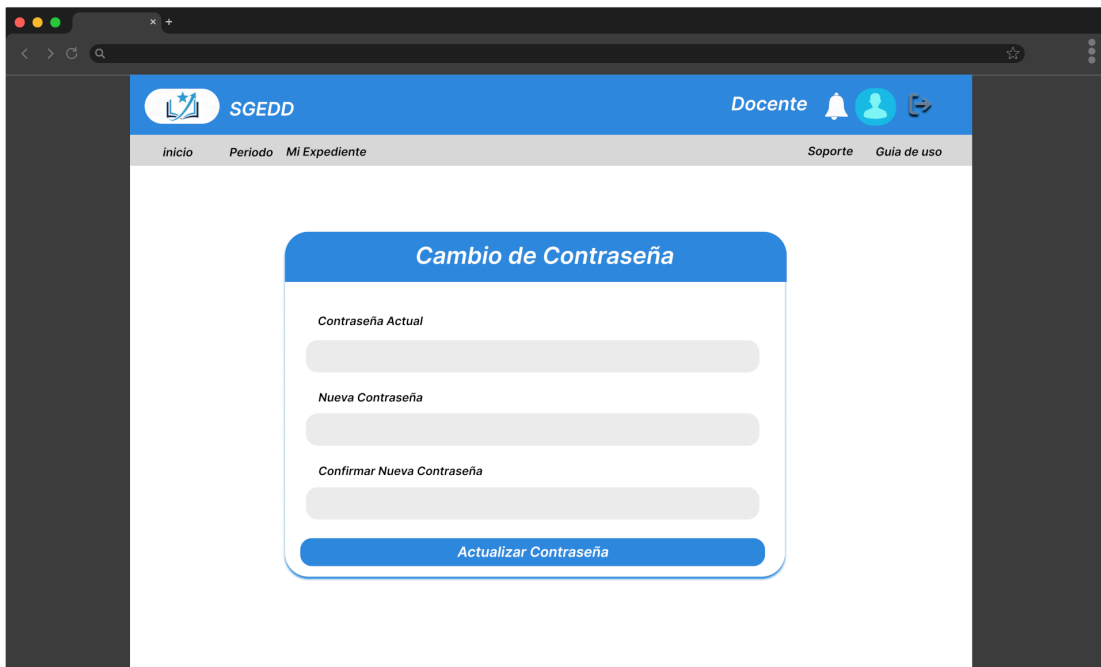 SGEDD
Docente
inicio Periodo Mi Expediente Soporte Guia de uso
Cambio de Contraseña
Contraseña Actual
Nueva Contraseña
Confirmar Nueva Contraseña
Actualizar Contraseña